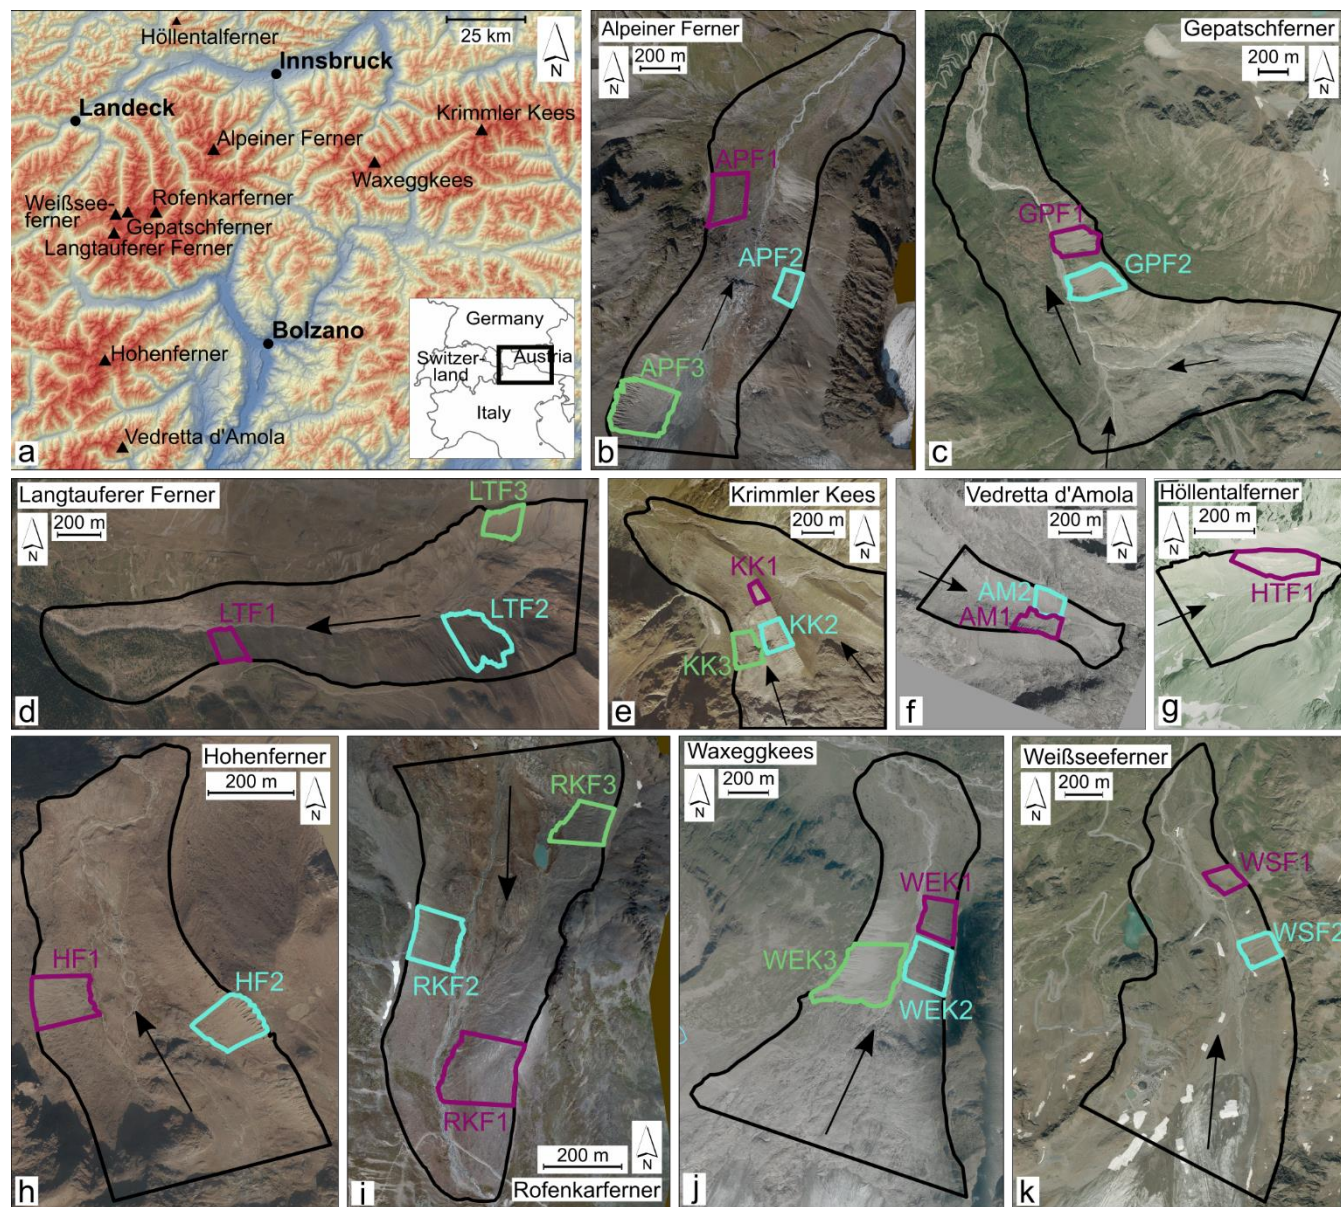 Höllentalferner
25 km
N
Innsbruck
Landeck
Krimmler Kees
Alpeiner Ferner
Waxeggkees
Weißsee-
ferner
Rofenkarferner
Gepatschferner
Langtauferer Ferner
Bolzano
Hohenferner
Vedretta d'Amola
Germany
Switzer-
land
Austria
Italy
a
Alpeiner Ferner
200 m
N
APF1
APF2
APF3
b
Gepatschferner
200 m
N
GPF1
GPF2
c
Langtauferer Ferner
200 m
N
LTF3
LTF1
LTF2
d
Krimmler Kees
200 m
N
KK1
KK2
KK3
e
Vedretta d'Amola
200 m
N
AM2
AM1
f
Höllentalferner
200 m
N
HTF1
g
Hohenferner
200 m
N
HF1
HF2
h
RKF3
RKF2
RKF1
200 m
N
Rofenkarferner
i
Waxeggkees
200 m
N
WEK1
WEK3
WEK2
j
Weißseeferner
200 m
N
WSF1
WSF2
k